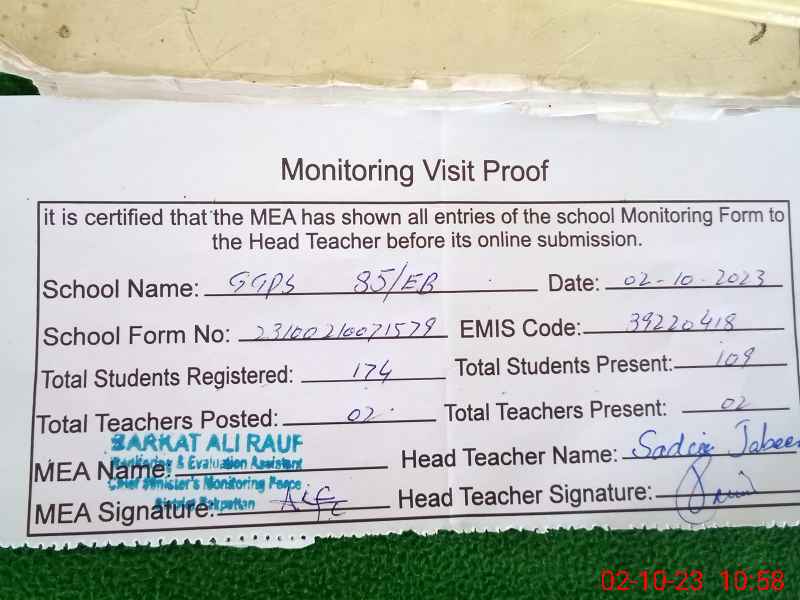 Monitoring Visit Proof
it is certified that the MEA has shown all entries of the school Monitoring Form to
the Head Teacher before its online submission.
School Name: GGPS 85/EB Date: 02-10-2023
School Form No: 23100210071579 EMIS Code: 39220418
Total Students Registered: 174 Total Students Present: 109
Total Teachers Posted: 02 Total Teachers Present: 02
BARKAT ALI RAUF
Monitoring & Evaluation Assistant
MEA Name: Head Teacher Name: Jabeen
Chief Minister's Monitoring Force
District Pakpattan
MEA Signature: Head Teacher Signature:
02-10-23 10:58